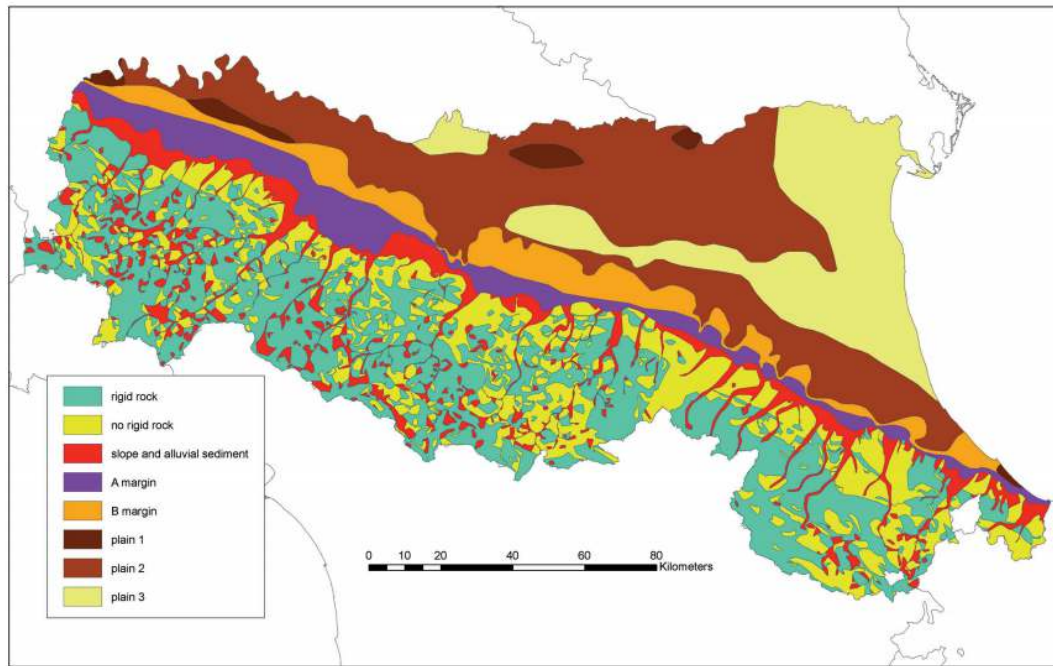 rigid rock
no rigid rock
slope and alluvial sediment
A margin
B margin
plain 1
plain 2
plain 3
0 10 20 40 60 80
Kilometers